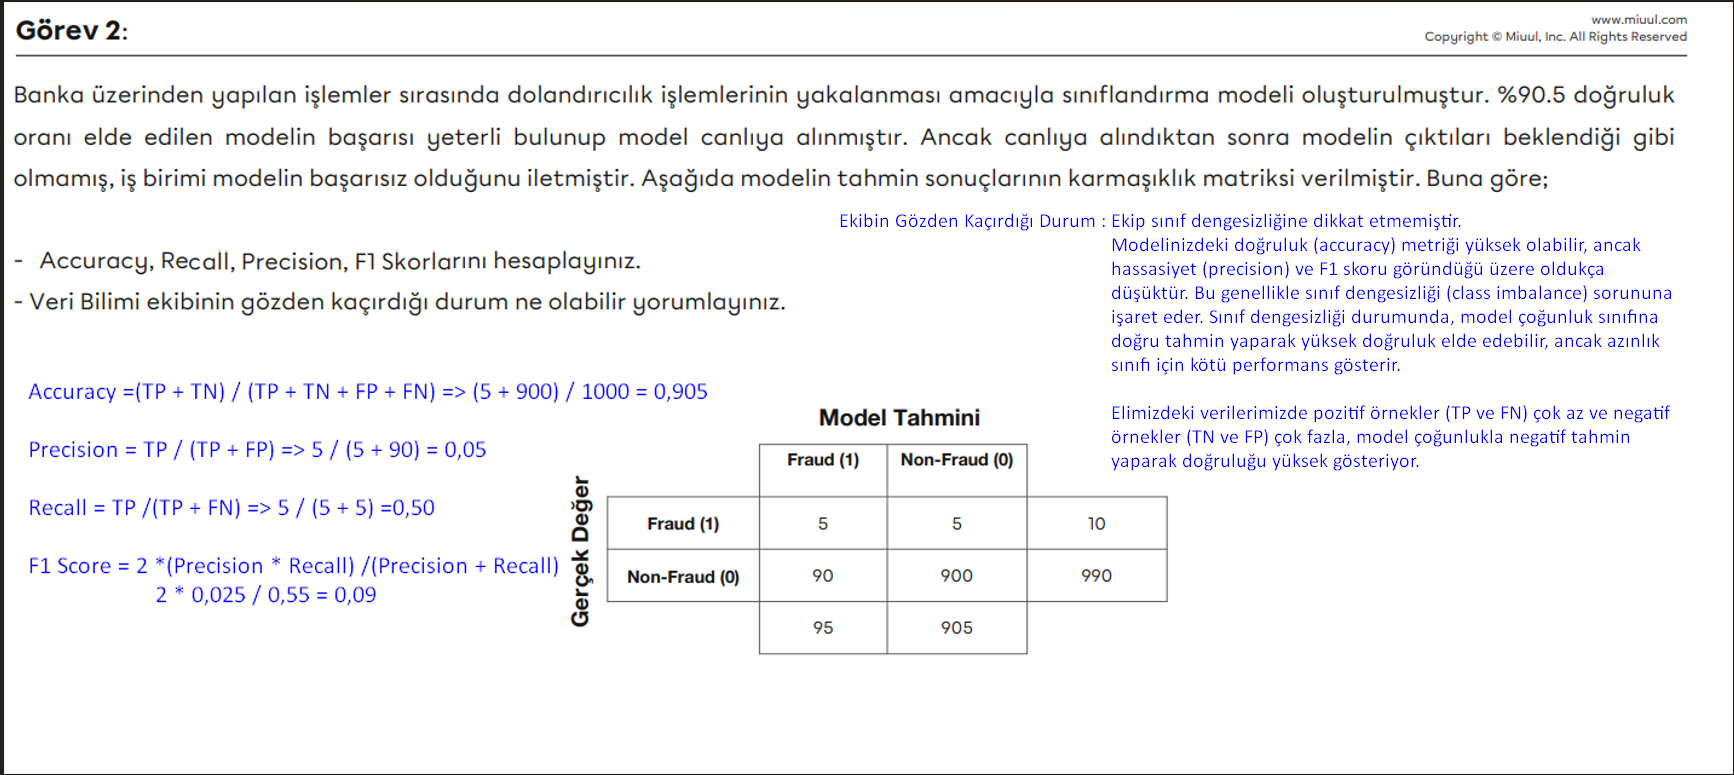 Görev 2:
www.miuul.com
Copyright © Miuul, Inc. All Rights Reserved
Banka üzerinden yapılan işlemler sırasında dolandırıcılık işlemlerinin yakalanması amacıyla sınıflandırma modeli oluşturulmuştur. %90.5 doğruluk
oranı elde edilen modelin başarısı yeterli bulunup model canlıya alınmıştır. Ancak canlıya alındıktan sonra modelin çıktıları beklendiği gibi
olmamış, iş birimi modelin başarısız olduğunu iletmiştir. Aşağıda modelin tahmin sonuçlarının karmaşıklık matriksi verilmiştir. Buna göre;
- Accuracy, Recall, Precision, F1 Skorlarını hesaplayınız.
- Veri Bilimi ekibinin gözden kaçırdığı durum ne olabilir yorumlayınız.
Ekibin Gözden Kaçırdığı Durum : Ekip sınıf dengesizliğine dikkat etmemiştir.
Modelinizdeki doğruluk (accuracy) metriği yüksek olabilir, ancak
hassasiyet (precision) ve F1 skoru göründüğü üzere oldukça
düşüktür. Bu genellikle sınıf dengesizliği (class imbalance) sorununa
işaret eder. Sınıf dengesizliği durumunda, model çoğunluk sınıfına
doğru tahmin yaparak yüksek doğruluk elde edebilir, ancak azınlık
sınıfı için kötü performans gösterir.
Elimizdeki verilerimizde pozitif örnekler (TP ve FN) çok az ve negatif
örnekler (TN ve FP) çok fazla, model çoğunlukla negatif tahmin
yaparak doğruluğu yüksek gösteriyor.
Accuracy =(TP + TN) / (TP + TN + FP + FN) => (5 + 900) / 1000 = 0,905
Precision = TP / (TP + FP) => 5 / (5 + 90) = 0,05
Recall = TP /(TP + FN) => 5 / (5 + 5) =0,50
F1 Score = 2 *(Precision * Recall) /(Precision + Recall)
2 * 0,025 / 0,55 = 0,09
Model Tahmini
Gerçek Değer
Fraud (1) Non-Fraud (0)
Fraud (1) 5 5 10
Non-Fraud (0) 90 900 990
95 905